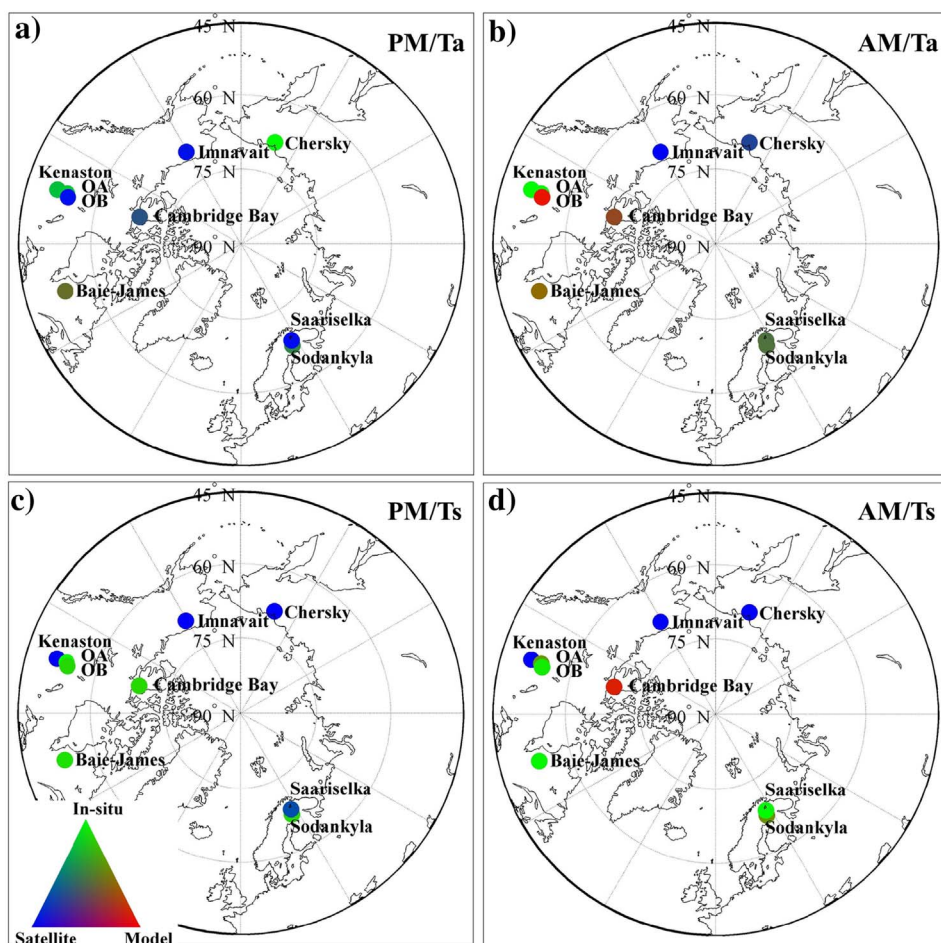 a)
PM/Ta
45° N
60° N
75° N
90° N
Imnavait
Chersky
Kenaston
OA
OB
Cambridge Bay
Baie-James
Saariselka
Sodankyla
b)
AM/Ta
45° N
60° N
75° N
90° N
Imnavait
Chersky
Kenaston
OA
OB
Cambridge Bay
Baie-James
Saariselka
Sodankyla
c)
PM/Ts
45° N
60° N
75° N
90° N
Imnavait
Chersky
Kenaston
OA
OB
Cambridge Bay
Baie-James
Saariselka
Sodankyla
In-situ
Satellite Model
d)
AM/Ts
45° N
60° N
75° N
90° N
Imnavait
Chersky
Kenaston
OA
OB
Cambridge Bay
Baie-James
Saariselka
Sodankyla